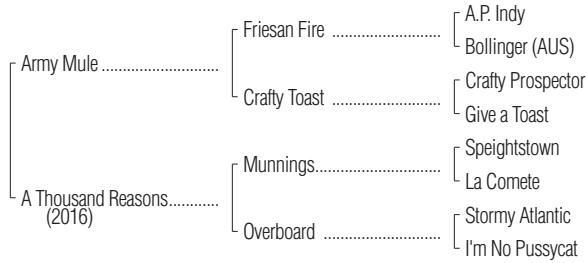 A.P. Indy
Friesan Fire ........................
Bollinger (AUS)
Army Mule ..........................
Crafty Prospector
Crafty Toast ........................
Give a Toast
Speightstown
Munnings............................
La Comete
A Thousand Reasons............
(2016)
Stormy Atlantic
Overboard ..........................
I'm No Pussycat